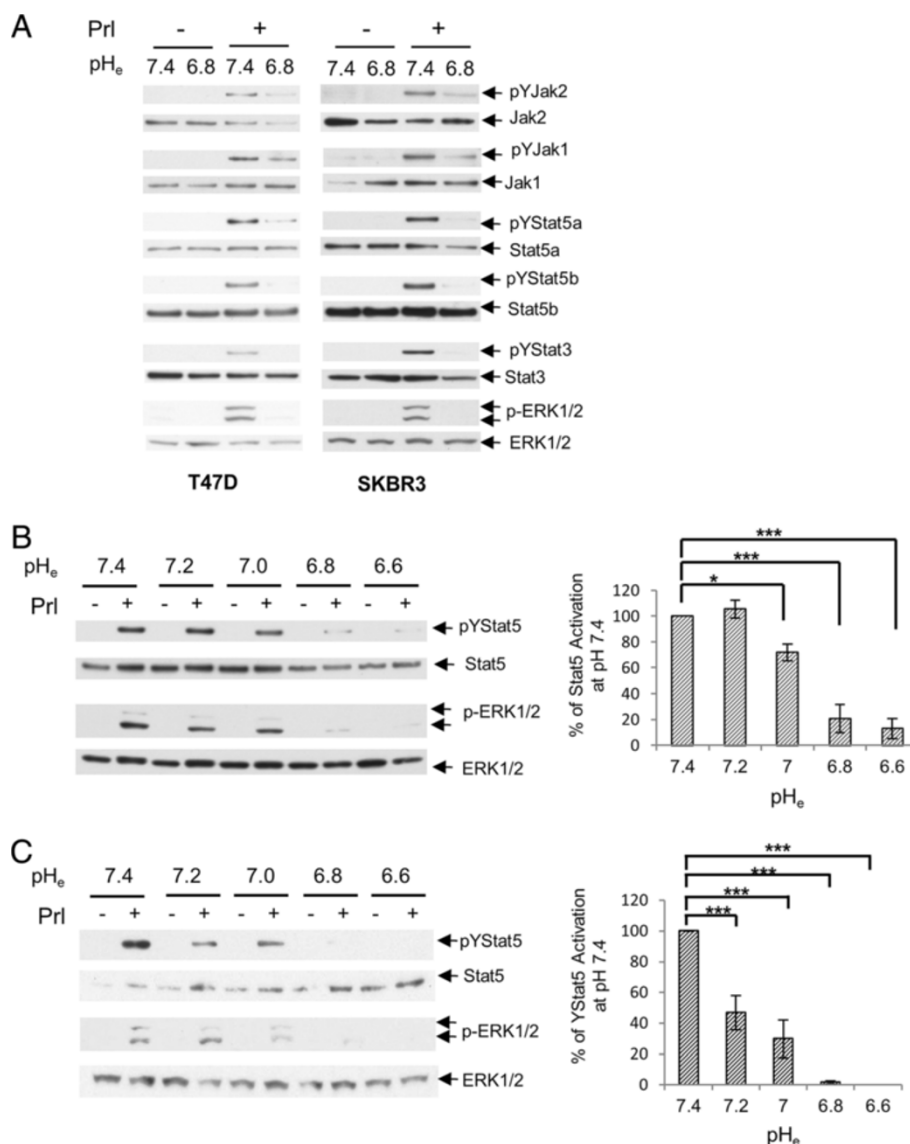 A
Prl - + - +
pHe 7.4 6.8 7.4 6.8 7.4 6.8 7.4 6.8
pYJak2
Jak2
pYJak1
Jak1
pYStat5a
Stat5a
pYStat5b
Stat5b
pYStat3
Stat3
p-ERK1/2
ERK1/2
T47D SKBR3
B
pHe 7.4 7.2 7.0 6.8 6.6
Prl - + - + - + - + - +
pYStat5
Stat5
p-ERK1/2
ERK1/2
% of Stat5 Activation
at pH 7.4
120
100
80
60
40
20
0
***
***
*
7.4 7.2 7 6.8 6.6
pHe
C
pHe 7.4 7.2 7.0 6.8 6.6
Prl - + - + - + - + - +
pYStat5
Stat5
p-ERK1/2
ERK1/2
% of YStat5 Activation
at pH 7.4
120
100
80
60
40
20
0
***
***
***
***
7.4 7.2 7 6.8 6.6
pHe